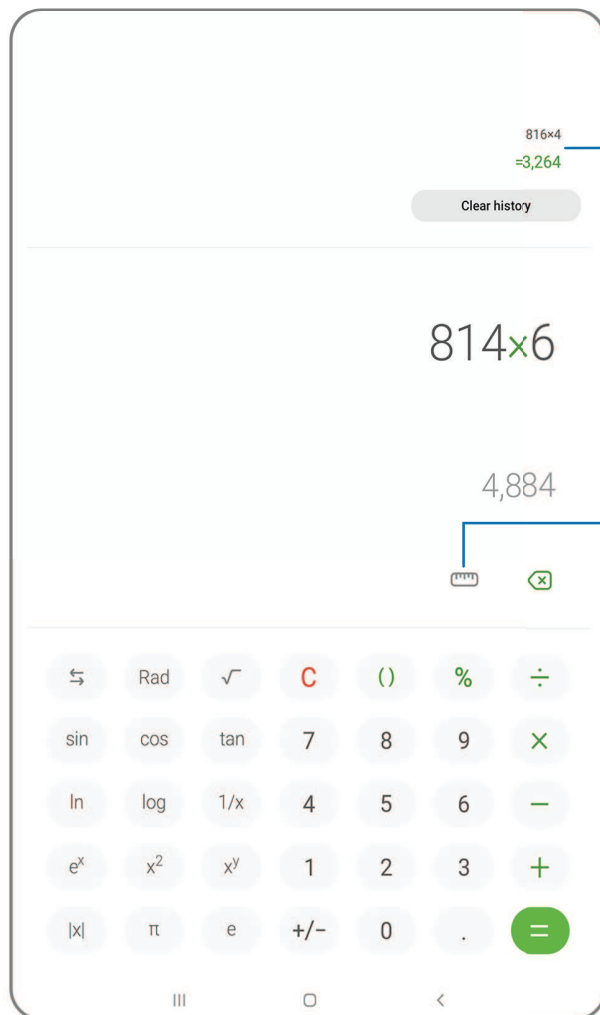 816×4
=3,264
Clear history
814×6
4,884
⇆ Rad √ C () % ÷
sin cos tan 7 8 9 ×
ln log 1/x 4 5 6 −
eˣ x² xʸ 1 2 3 +
|x| π e +/− 0 . =